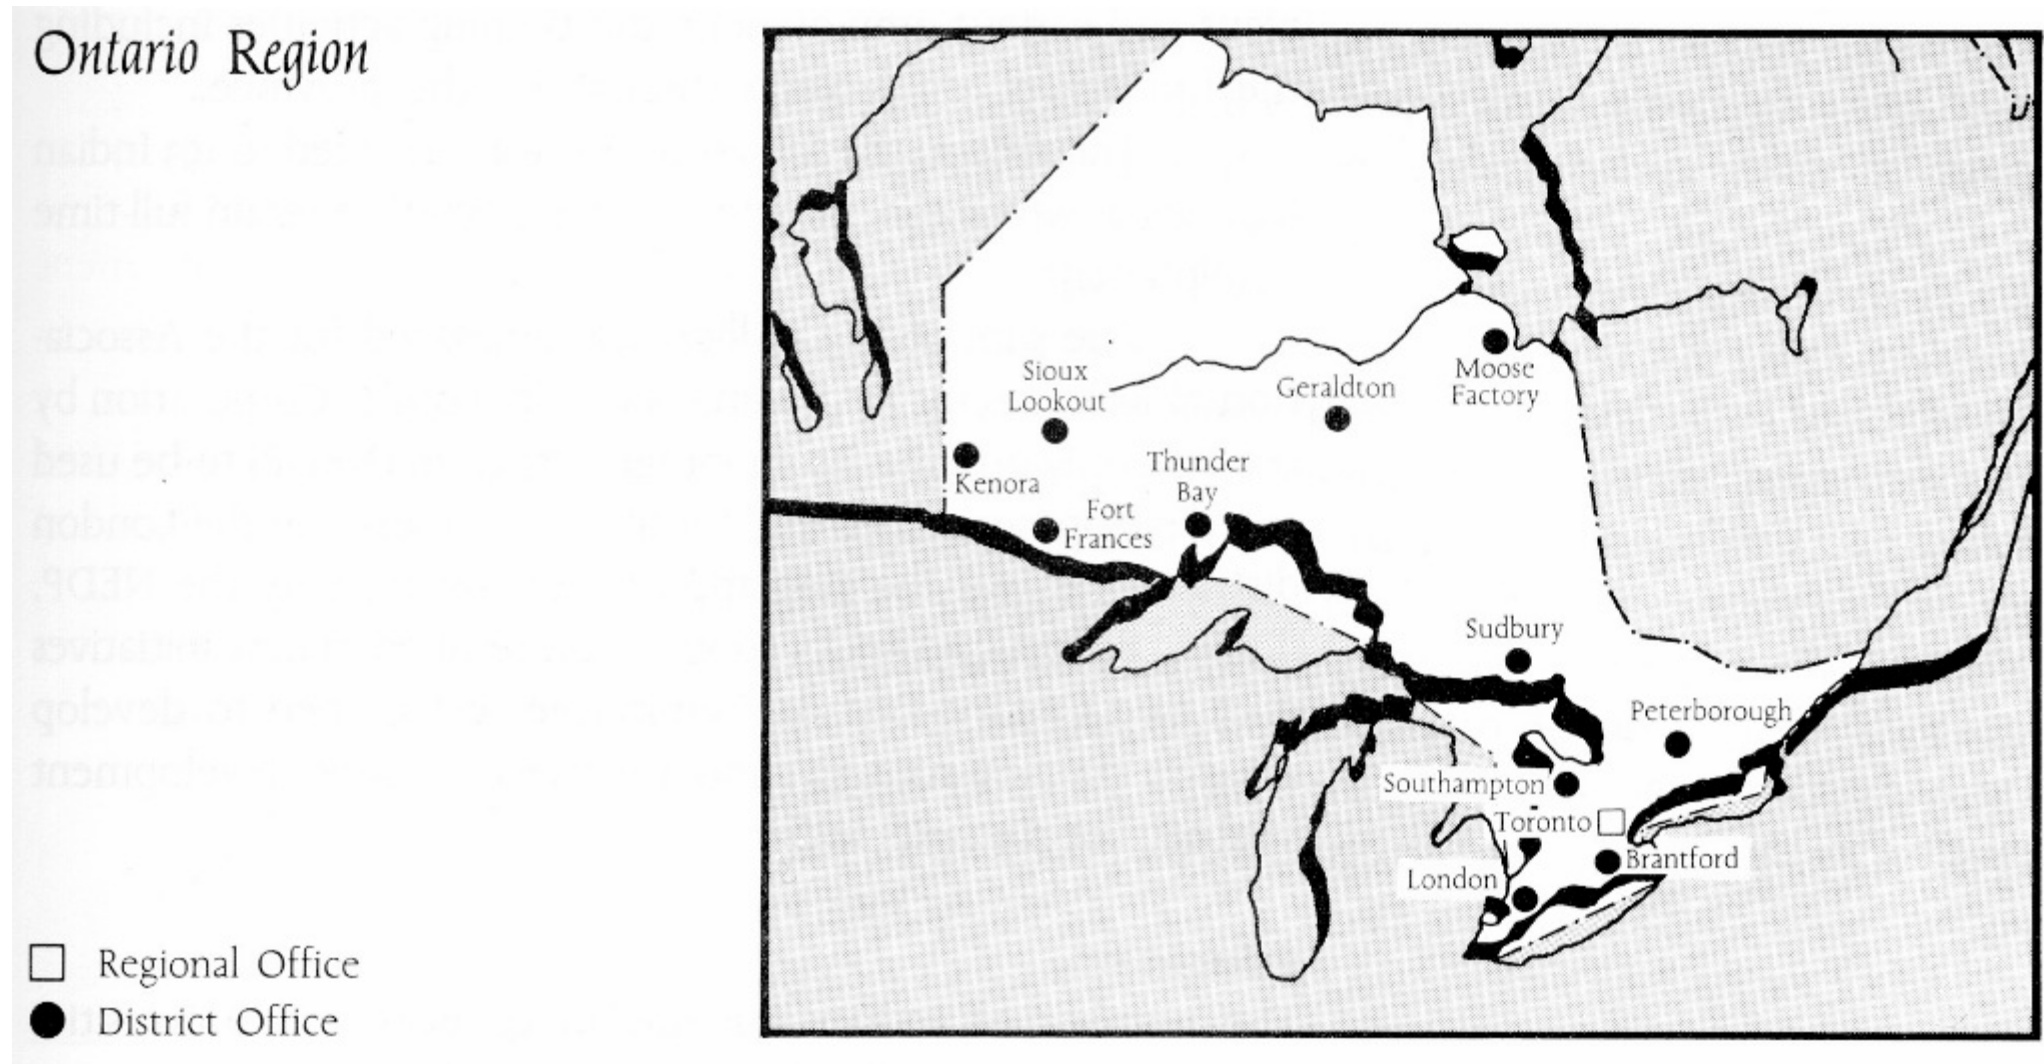 Ontario Region
Sioux
Lookout
Geraldton
Moose
Factory
Kenora
Thunder
Bay
Fort
Frances
Sudbury
Peterborough
Southampton
Toronto
Brantford
London
Regional Office
District Office